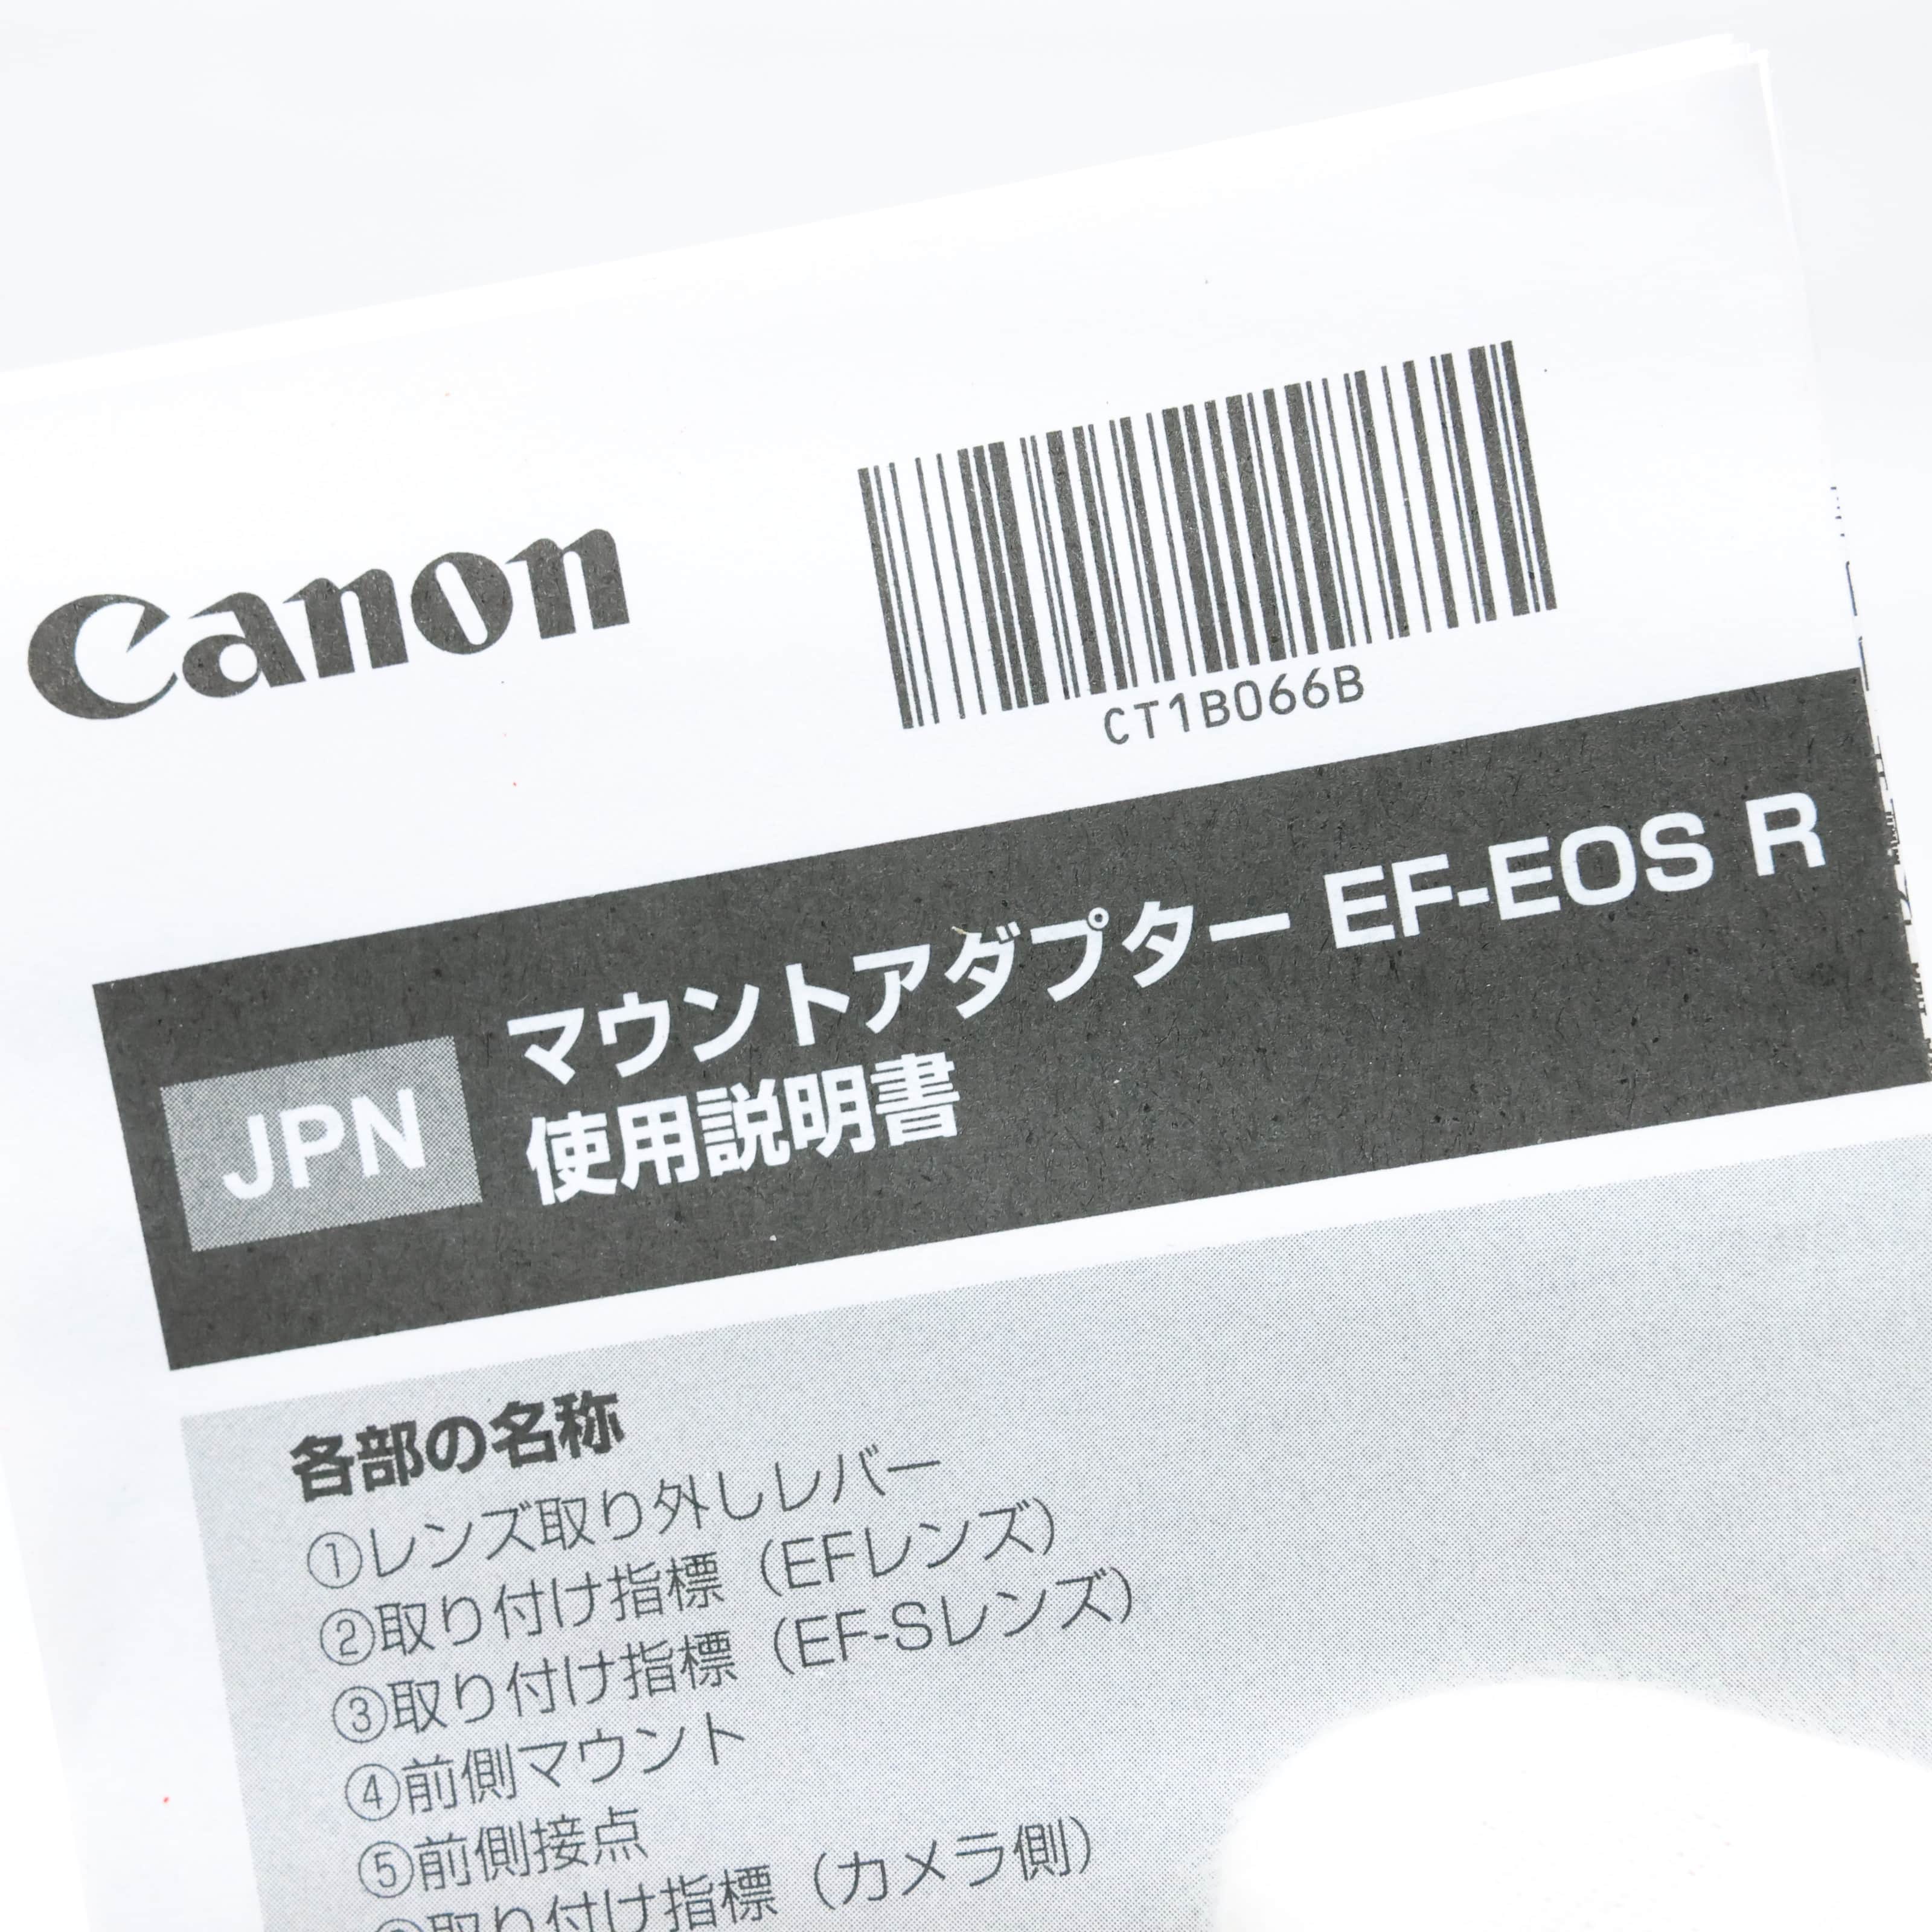 Canon
CT1B066B
JPN
マウントアダプター EF-EOS R
使用説明書
各部の名称
①レンズ取り外しレバー
②取り付け指標（EFレンズ）
③取り付け指標（EF-Sレンズ）
④前側マウント
⑤前側接点
取り付け指標（カメラ側）